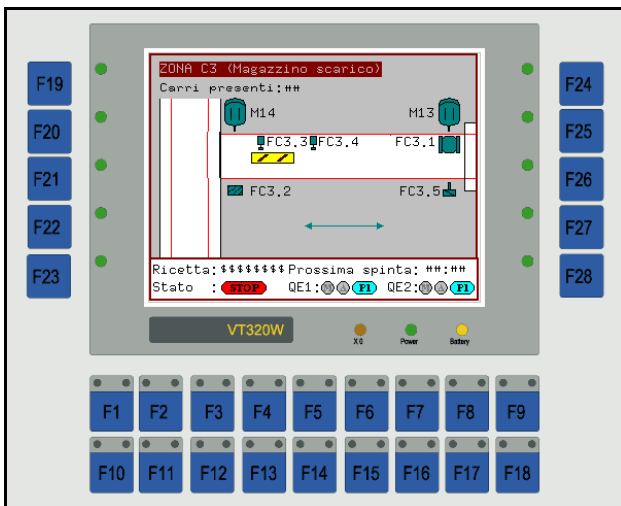 ZONA C3 (Magazzino scarico)
Carri presenti:##
M14 M13
FC3.3 FC3.4 FC3.1
FC3.2 FC3.5
Ricetta:$$$$$$$$ Prossima spinta: ##:##
Stato : STOP QE1: M A P1 QE2: M A P1
F19
F20
F21
F22
F23
F24
F25
F26
F27
F28
VT320W
X0 Power Battery
F1 F2 F3 F4 F5 F6 F7 F8 F9
F10 F11 F12 F13 F14 F15 F16 F17 F18